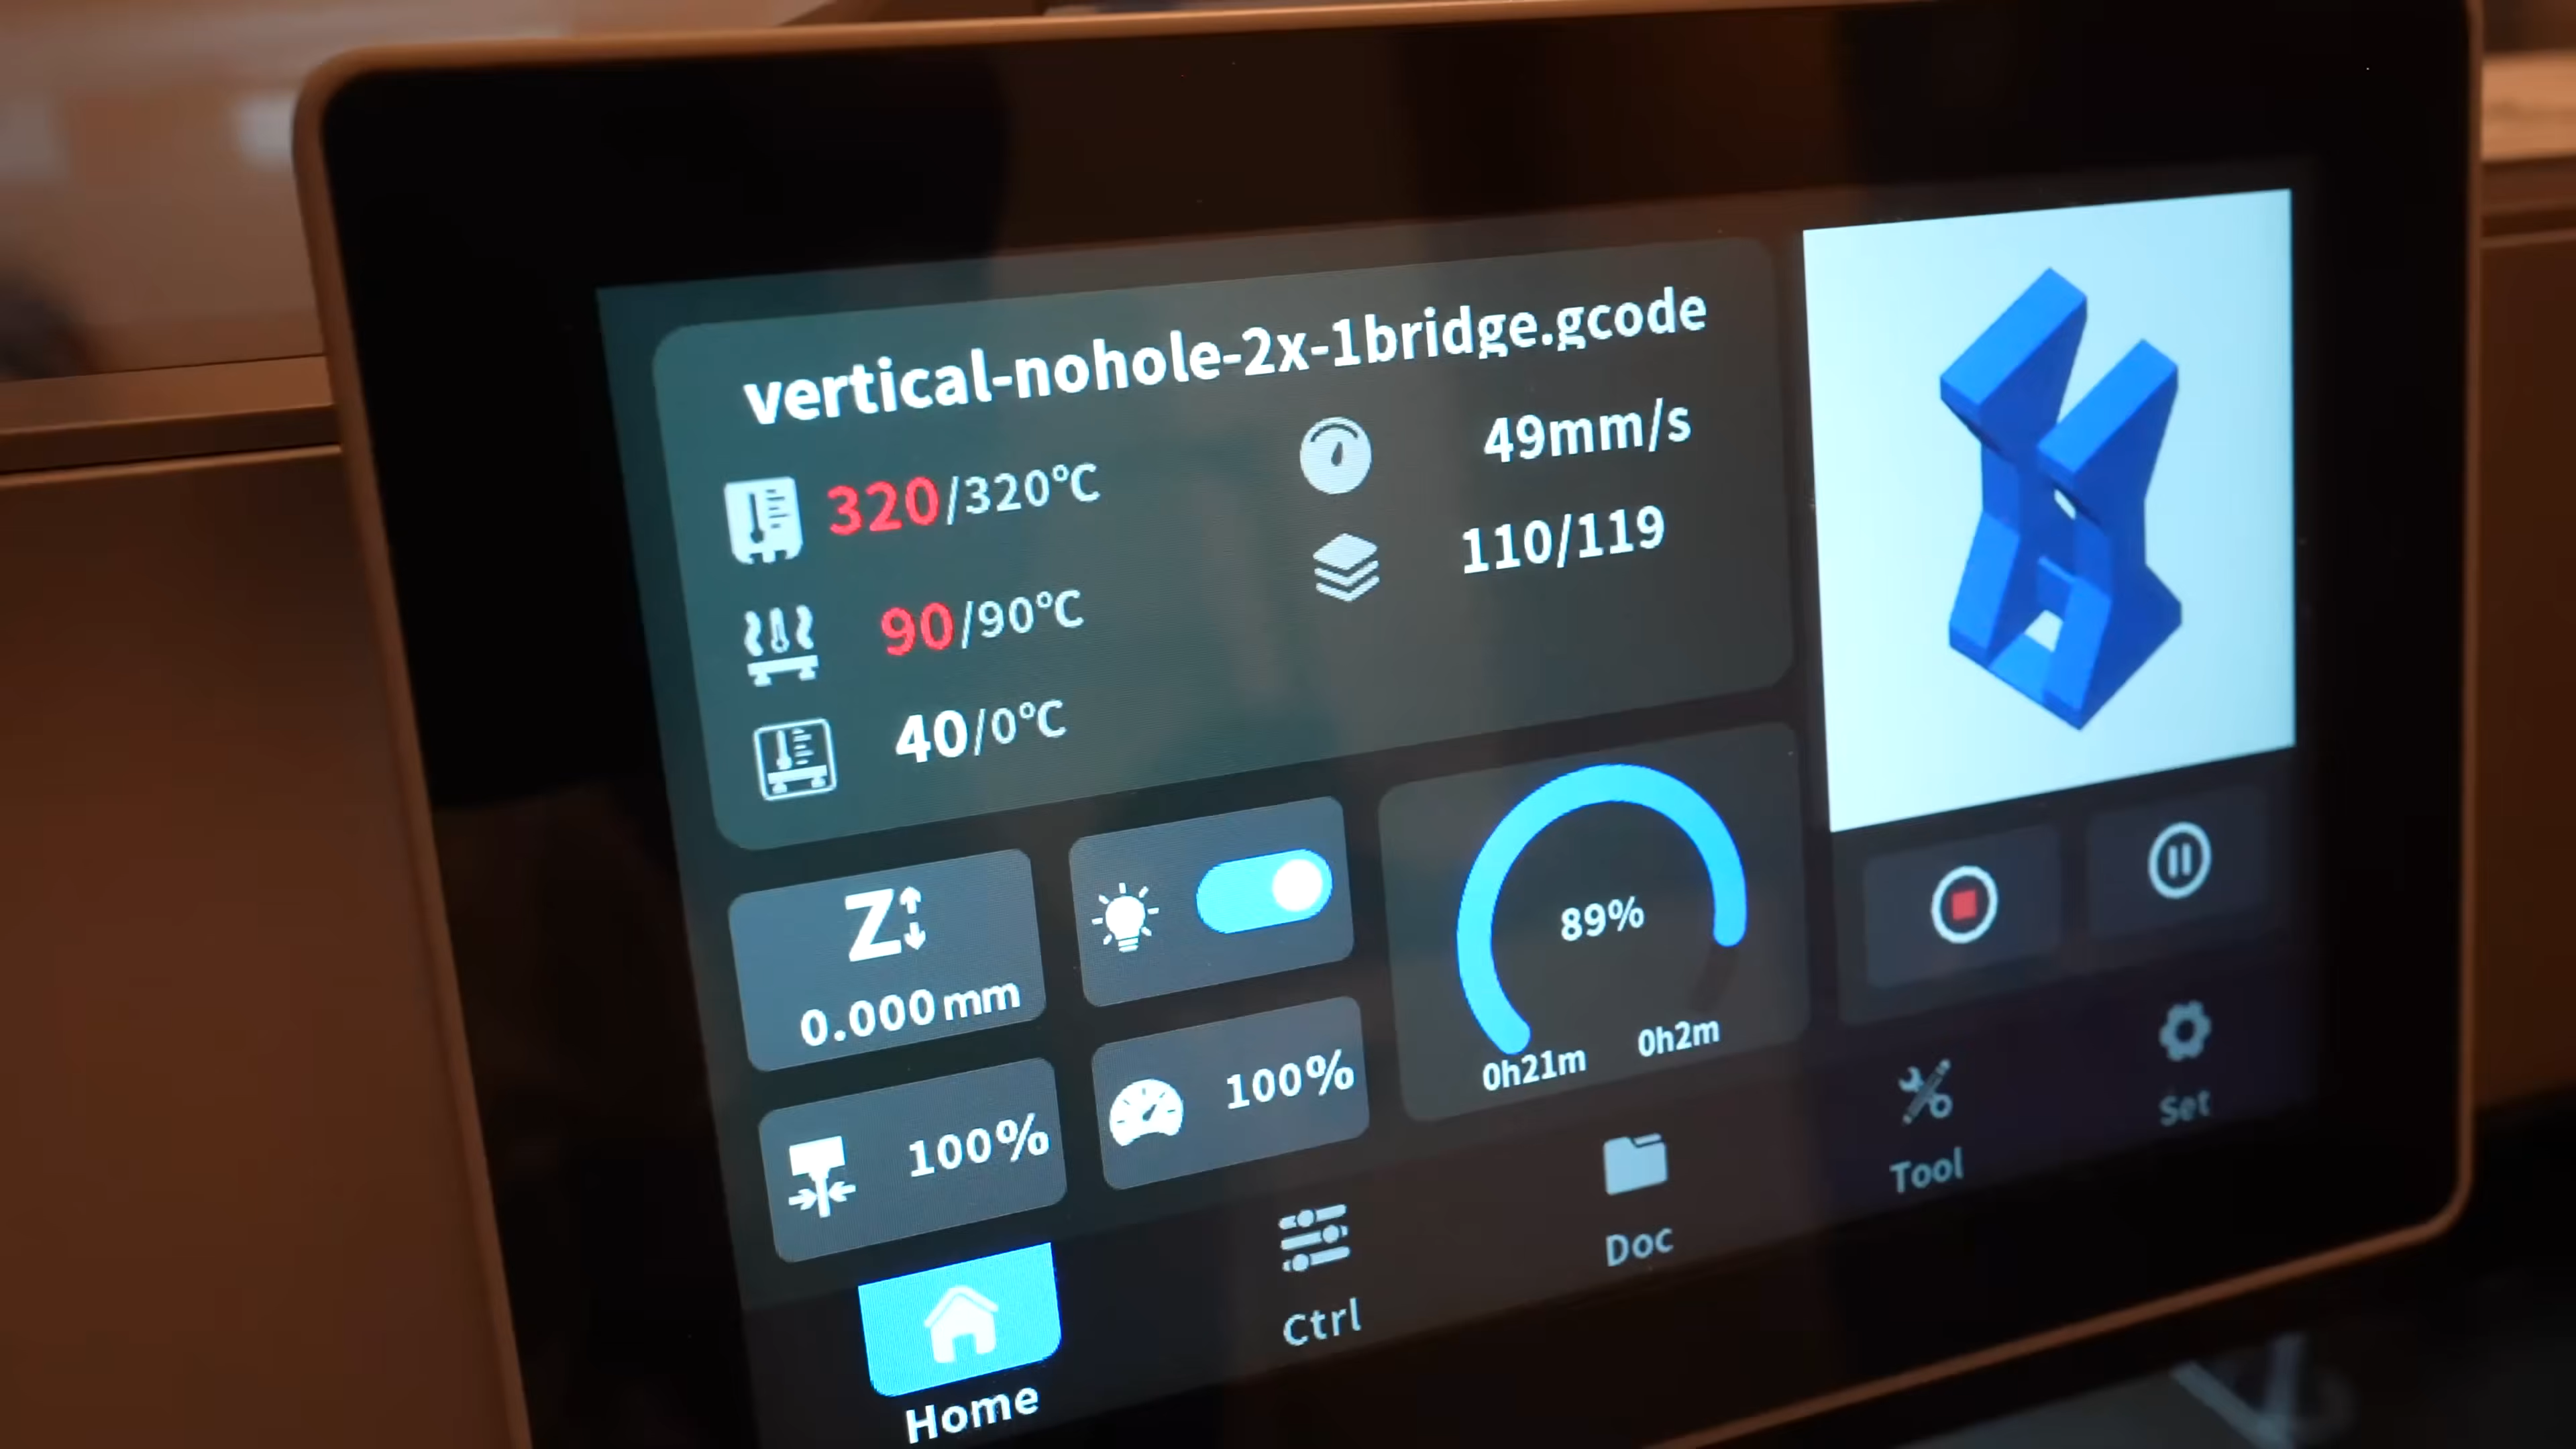 vertical-nohole-2x-1bridge.gcode
320/320℃
49mm/s
90/90℃
110/119
40/0℃
Z
0.000mm
89%
0h21m
0h2m
100%
100%
Home
Ctrl
Doc
Tool
Set